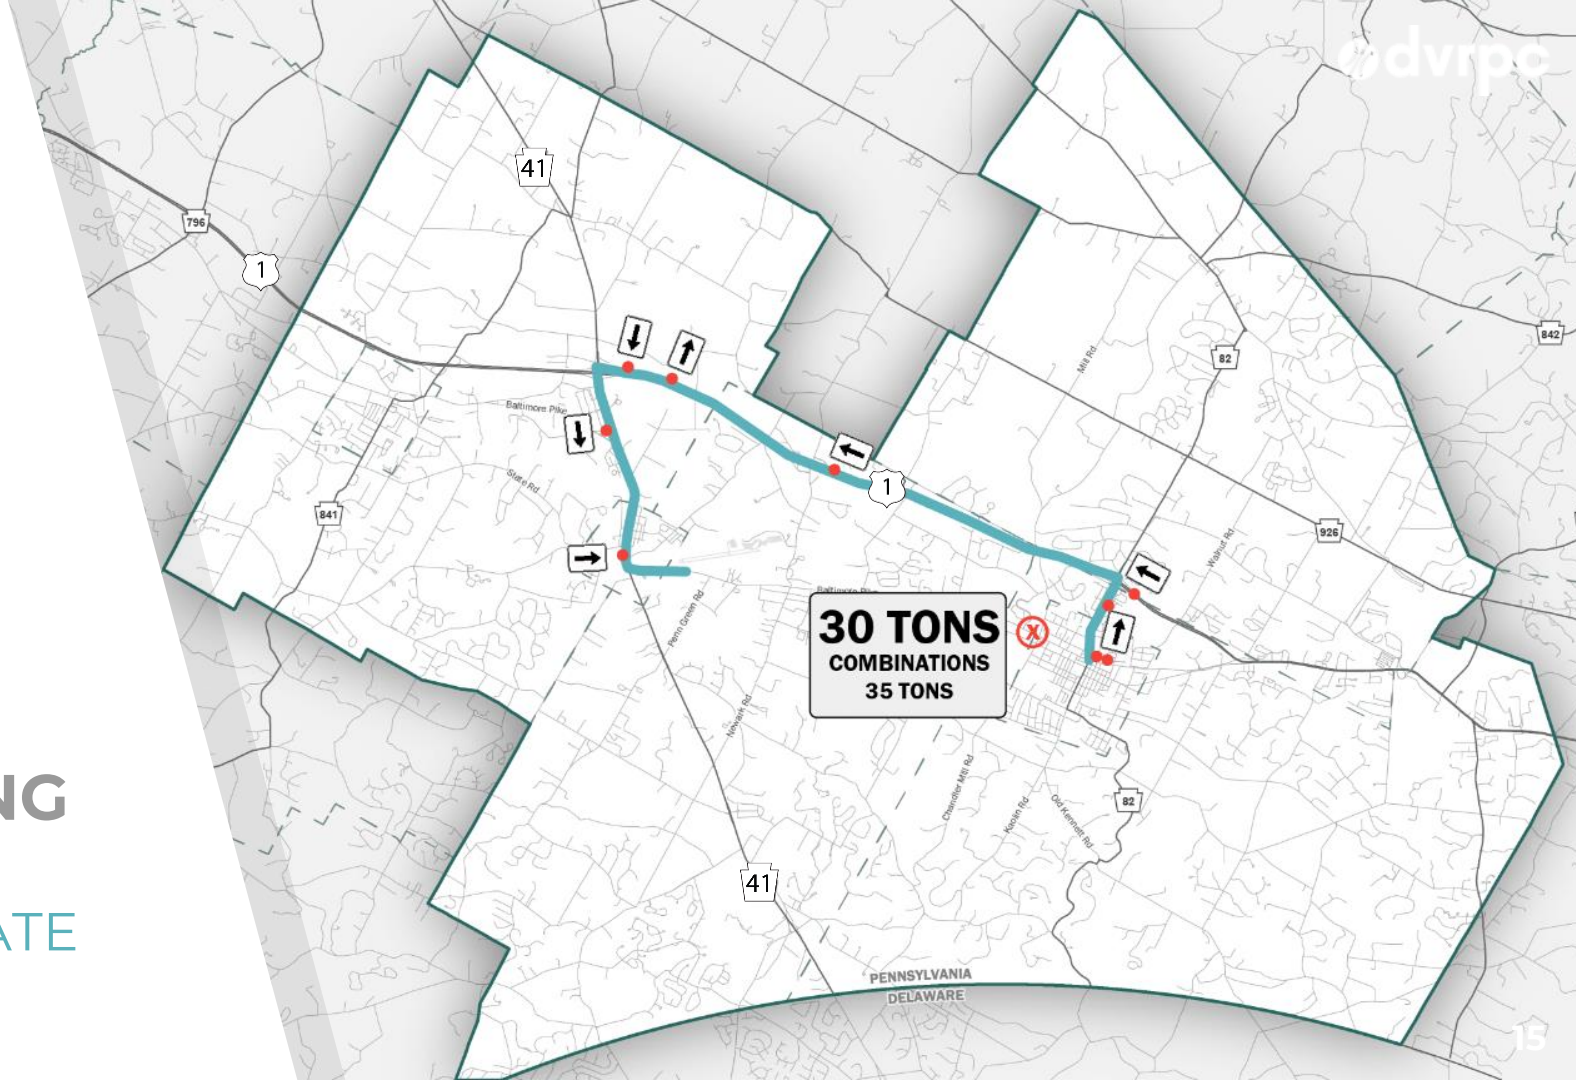 dvrpc
41
796
1
842
82
Mill Rd
Baltimore Pike
State Rd
1
841
926
Walnut Rd
Baltimore Pike
Penn Green Rd
30 TONS
COMBINATIONS
35 TONS
X
Newark Rd
Chandler Mill Rd
Kaolin Rd
Old Kennett Rd
82
NG
41
ATE
PENNSYLVANIA
DELAWARE
15